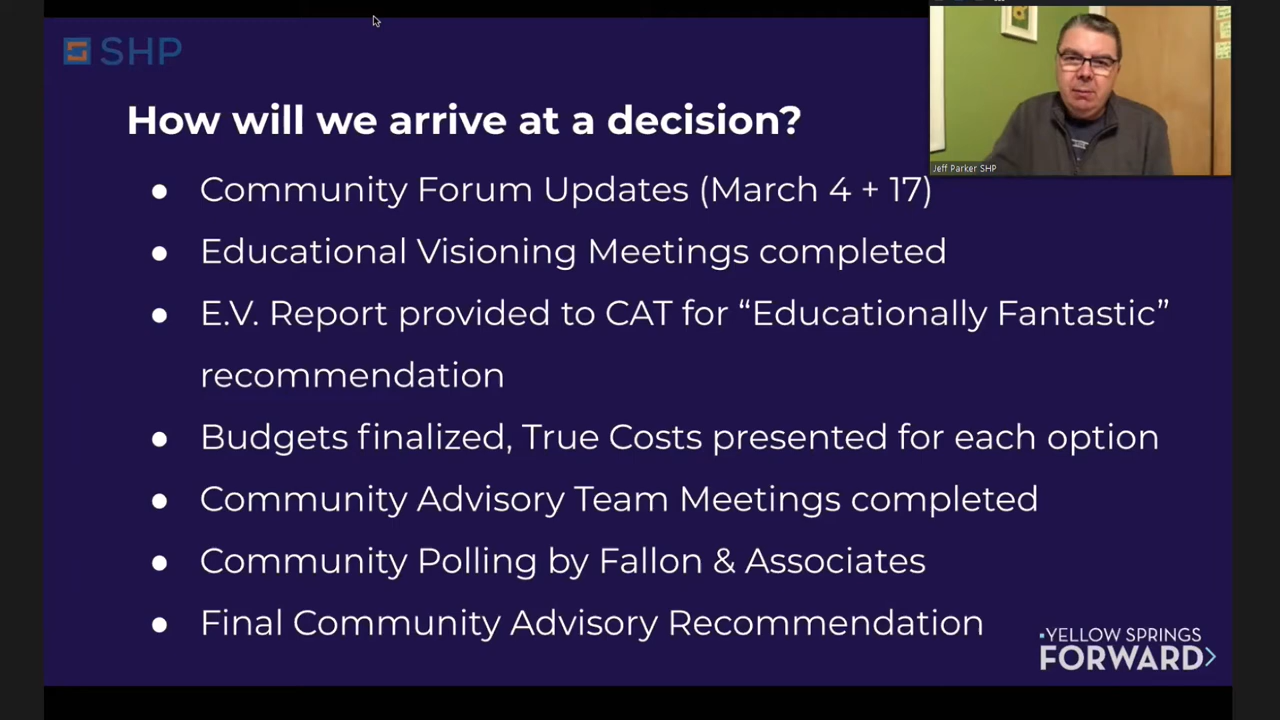 SHP
How will we arrive at a decision?
● Community Forum Updates (March 4 + 17)
● Educational Visioning Meetings completed
● E.V. Report provided to CAT for “Educationally Fantastic”
recommendation
● Budgets finalized, True Costs presented for each option
● Community Advisory Team Meetings completed
● Community Polling by Fallon & Associates
● Final Community Advisory Recommendation
Jeff Parker SHP
YELLOW SPRINGS
FORWARD